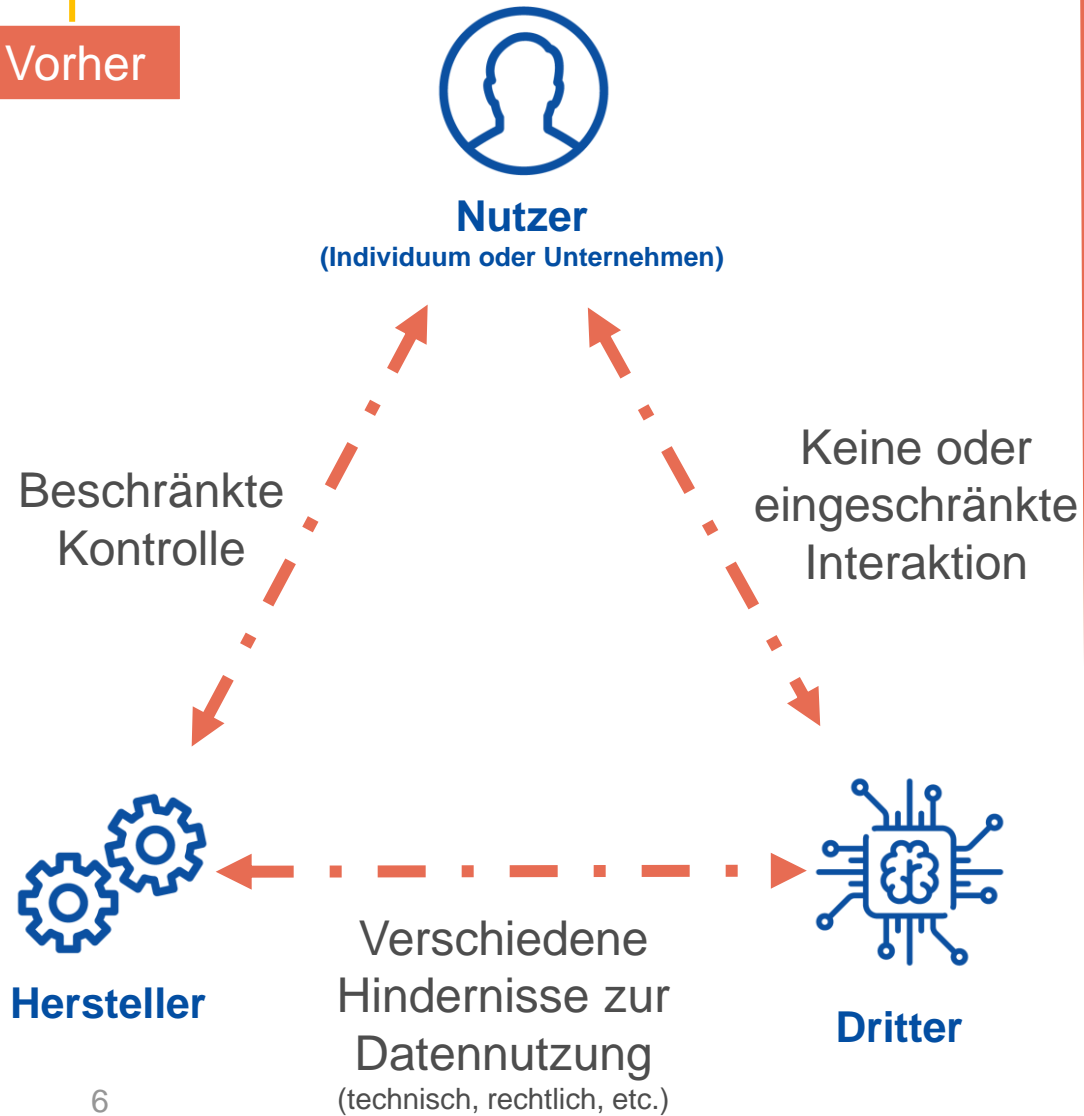 Vorher
Nutzer
(Individuum oder Unternehmen)
Beschränkte
Kontrolle
Keine oder
eingeschränkte
Interaktion
Hersteller
Verschiedene
Hindernisse zur
Datennutzung
(technisch, rechtlich, etc.)
Dritter
6